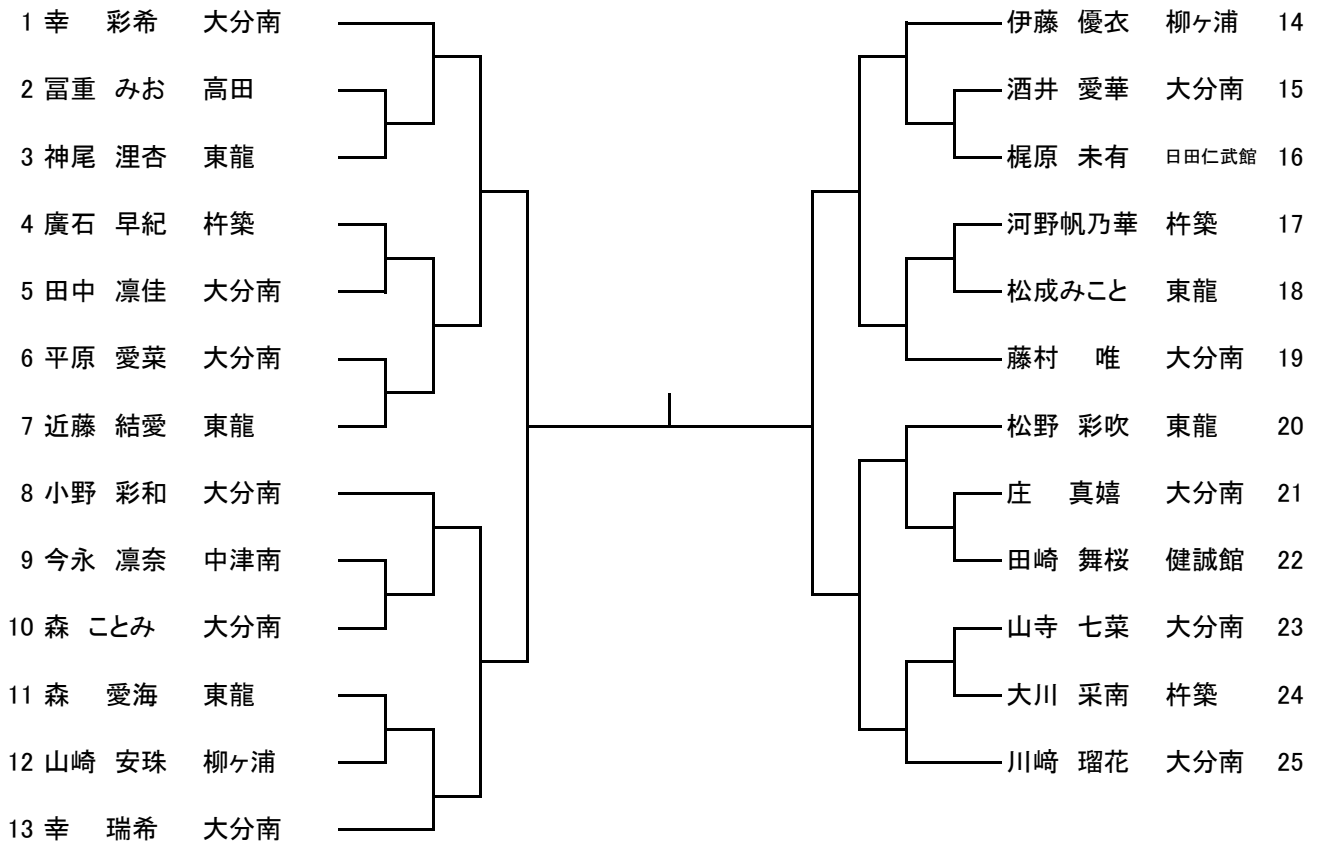 1 幸 彩希 大分南
2 冨重 みお 高田
3 神尾 浬杏 東龍
4 廣石 早紀 杵築
5 田中 凛佳 大分南
6 平原 愛菜 大分南
7 近藤 結愛 東龍
8 小野 彩和 大分南
9 今永 凛奈 中津南
10 森 ことみ 大分南
11 森 愛海 東龍
12 山崎 安珠 柳ヶ浦
13 幸 瑞希 大分南
伊藤 優衣 柳ヶ浦 14
酒井 愛華 大分南 15
梶原 未有 日田仁武館 16
河野帆乃華 杵築 17
松成みこと 東龍 18
藤村 唯 大分南 19
松野 彩吹 東龍 20
庄 真嬉 大分南 21
田崎 舞桜 健誠館 22
山寺 七菜 大分南 23
大川 采南 杵築 24
川﨑 瑠花 大分南 25